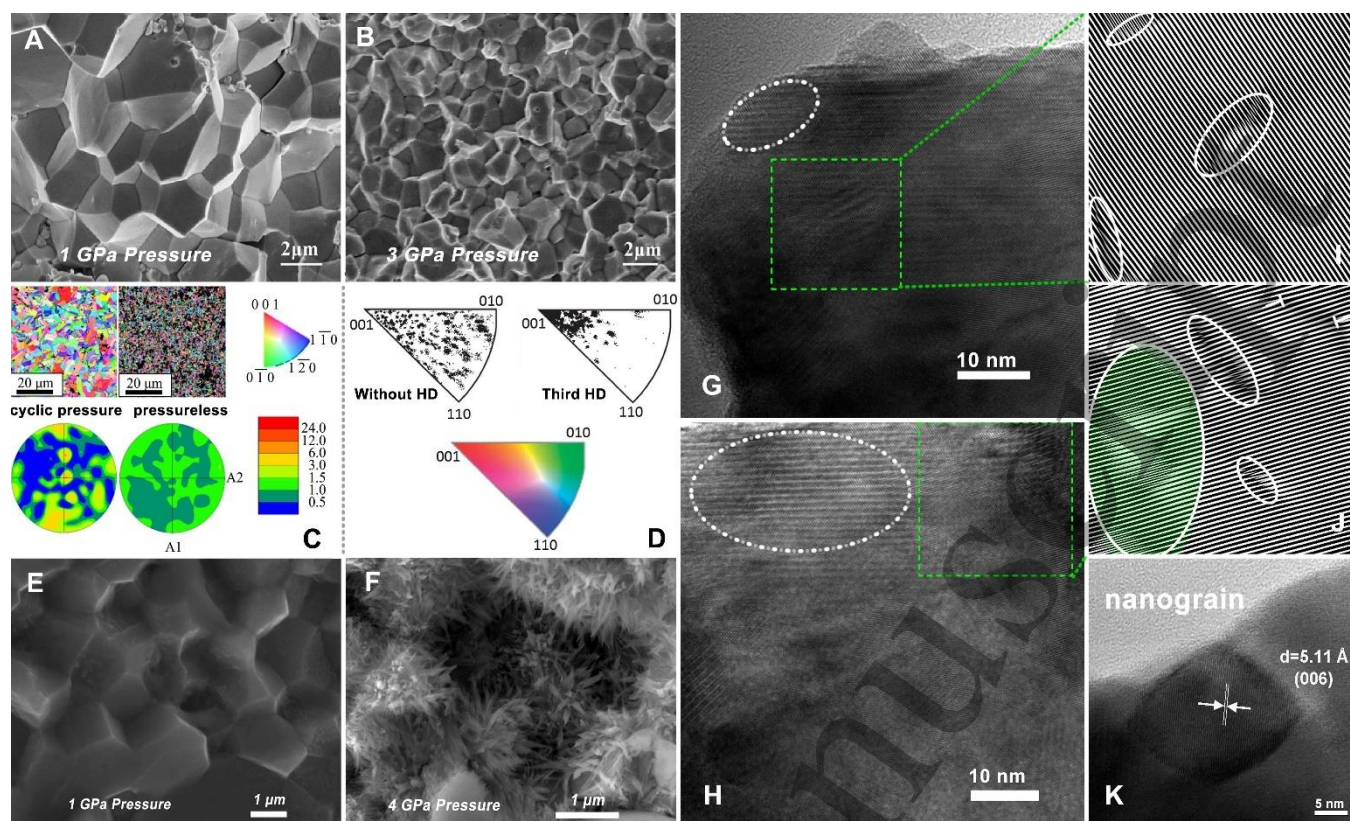 A
1 GPa Pressure
2μm
B
3 GPa Pressure
2μm
0 0 1
1 1 0
1 2 0
0 1 0
20 μm
20 μm
cyclic pressure
pressureless
24.0
12.0
6.0
3.0
1.5
1.0
0.5
A2
A1
C
010
001
Without HD
110
010
001
Third HD
110
010
001
110
D
E
1 GPa Pressure
1 μm
F
4 GPa Pressure
1 μm
G
10 nm
H
10 nm
I
J
nanograin
d=5.11 Å
(006)
K
5 nm
nusc